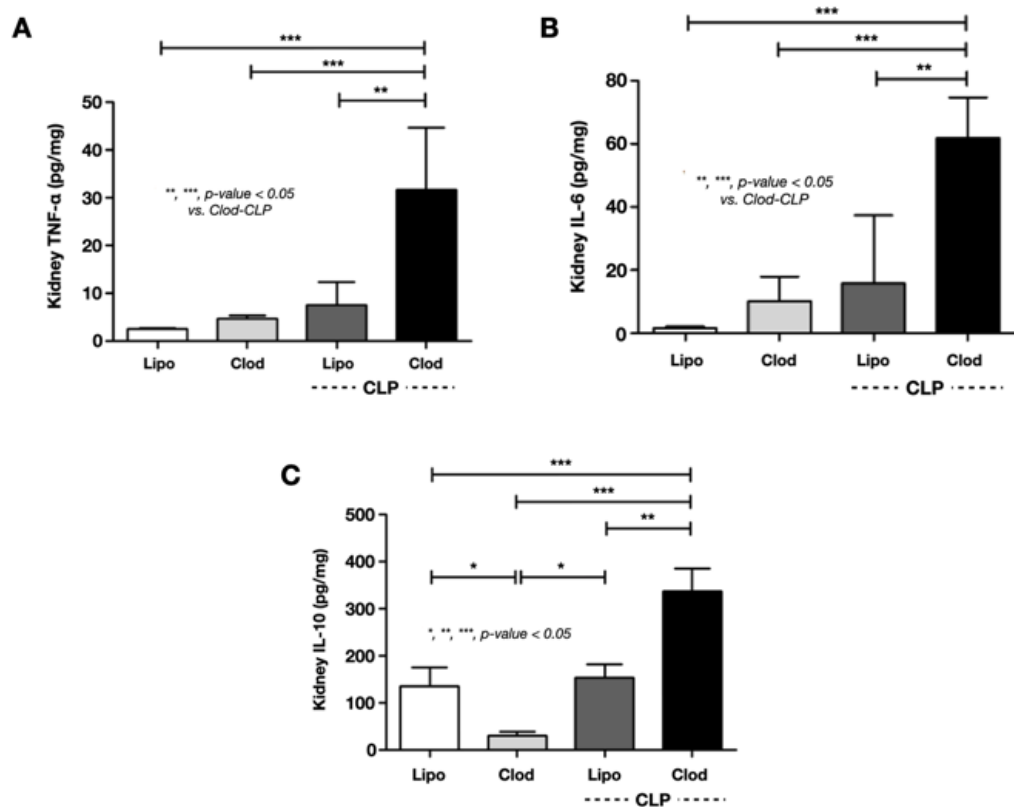 A
***
***
**
Kidney TNF-α (pg/mg)
50
40
30
20
10
0
**, ***, p-value < 0.05
vs. Clod-CLP
Lipo Clod Lipo Clod
CLP
B
***
***
**
Kidney IL-6 (pg/mg)
80
60
40
20
0
**, ***, p-value < 0.05
vs. Clod-CLP
Lipo Clod Lipo Clod
CLP
C
***
***
**
* *
Kidney IL-10 (pg/mg)
500
400
300
200
100
0
*, **, ***, p-value < 0.05
Lipo Clod Lipo Clod
CLP